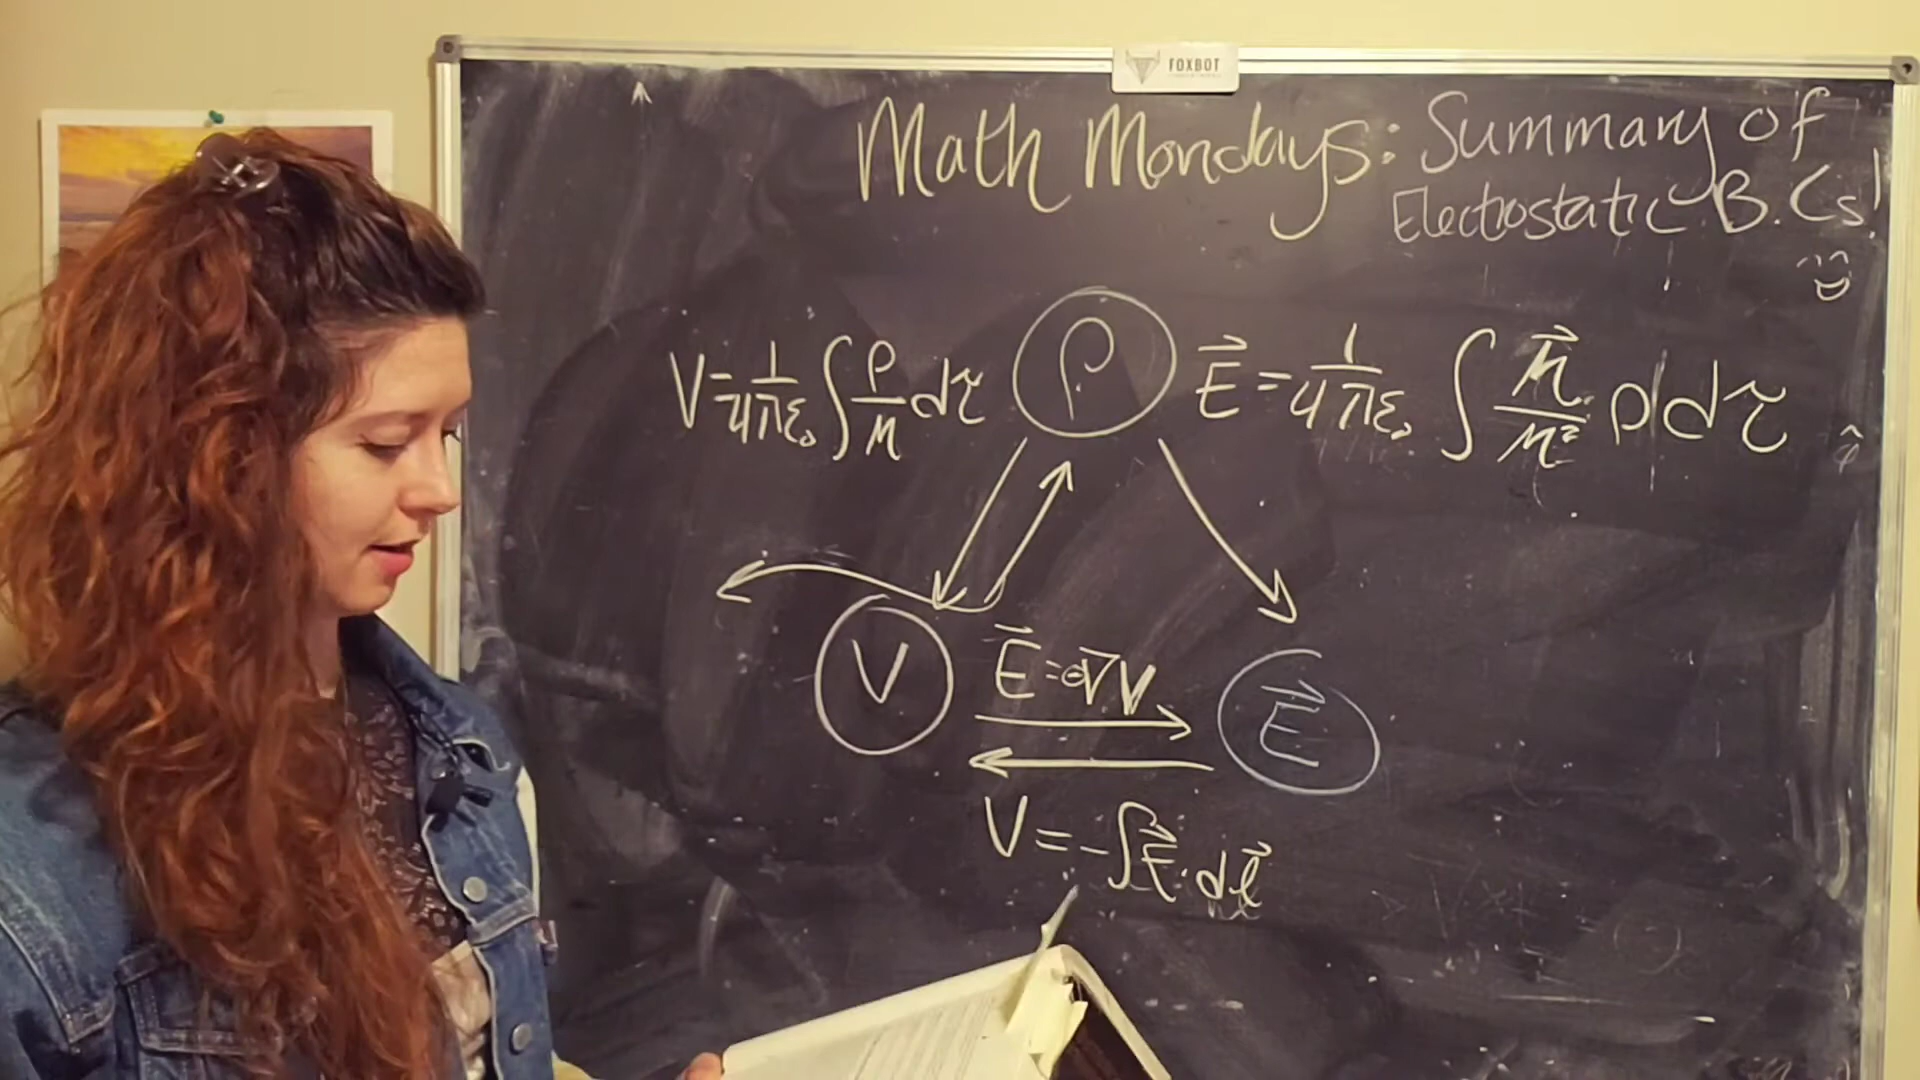 FOXBOT
Math Mondays: Summary of
Electrostatic B.Cs!
V = 1/4πε₀ ∫ ρ/𝓇 dτ
ρ
E⃗ = 1/4πε₀ ∫ 𝓇⃗/𝓇² ρ dτ
V
E⃗ = -∇⃗V
E⃗
V = -∫E⃗·dl⃗